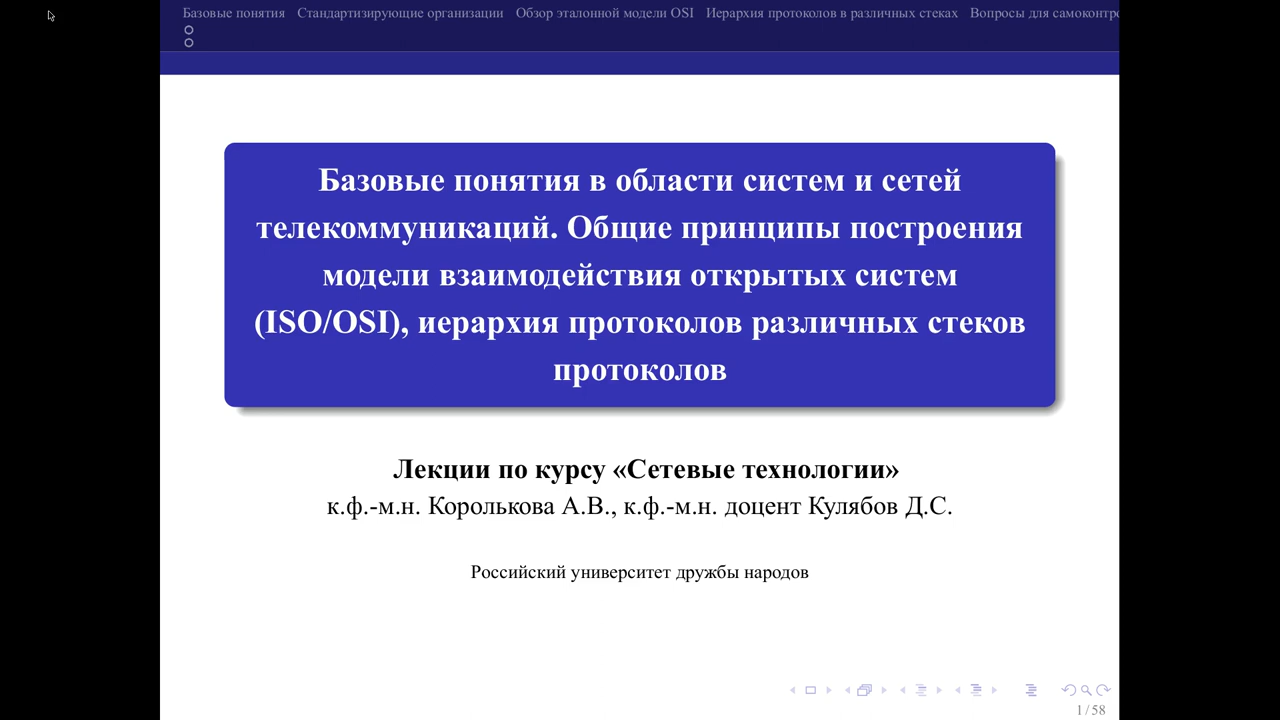 Базовые понятия Стандартизирующие организации Обзор эталонной модели OSI Иерархия протоколов в различных стеках Вопросы для самоконтро
Базовые понятия в области систем и сетей
телекоммуникаций. Общие принципы построения
модели взаимодействия открытых систем
(ISO/OSI), иерархия протоколов различных стеков
протоколов
Лекции по курсу «Сетевые технологии»
к.ф.-м.н. Королькова А.В., к.ф.-м.н. доцент Кулябов Д.С.
Российский университет дружбы народов
1 / 58